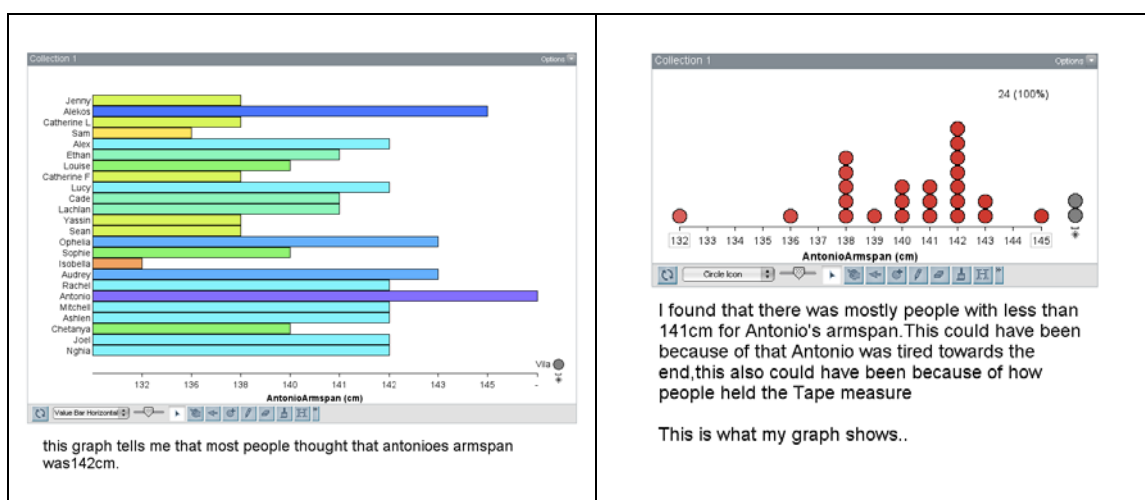 Collection 1
Options
Jenny
Alekos
Catherine L
Sam
Alex
Ethan
Louise
Catherine F
Lucy
Cade
Lachlan
Yassin
Sean
Ophelia
Sophie
Isobella
Audrey
Rachel
Antonio
Mitchell
Ashlen
Chetanya
Joel
Nghia
Vila
132 136 138 140 141 142 143 145 -
AntonioArmspan (cm)
Value Bar Horizontal
this graph tells me that most people thought that antonioes armspan
was142cm.
Collection 1
Options
24 (100%)
132 133 134 135 136 137 138 139 140 141 142 143 144 145
AntonioArmspan (cm)
Circle Icon
I found that there was mostly people with less than
141cm for Antonio's armspan.This could have been
because of that Antonio was tired towards the
end,this also could have been because of how
people held the Tape measure
This is what my graph shows..